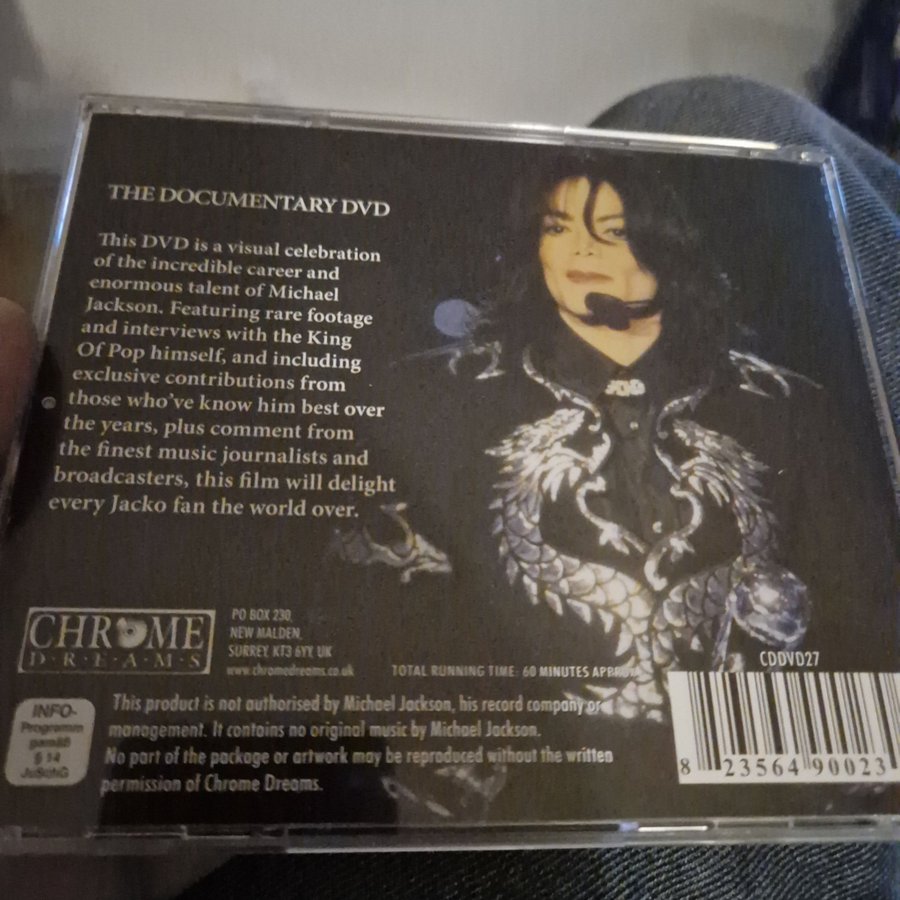 THE DOCUMENTARY DVD
This DVD is a visual celebration
of the incredible career and
enormous talent of Michael
Jackson. Featuring rare footage
and interviews with the King
Of Pop himself, and including
exclusive contributions from
those who've know him best over
the years, plus comment from
the finest music journalists and
broadcasters, this film will delight
every Jacko fan the world over.
CHROME
D·R·E·A·M·S
PO BOX 230,
NEW MALDEN,
SURREY, KT3 6YY, UK
www.chromedreams.co.uk
TOTAL RUNNING TIME: 60 MINUTES APPROX
CDDVD27
INFO-
Programm
gemäß
§ 14
JuSchG
This product is not authorised by Michael Jackson, his record company or
management. It contains no original music by Michael Jackson.
No part of the package or artwork may be reproduced without the written
permission of Chrome Dreams.
8 23564 90023